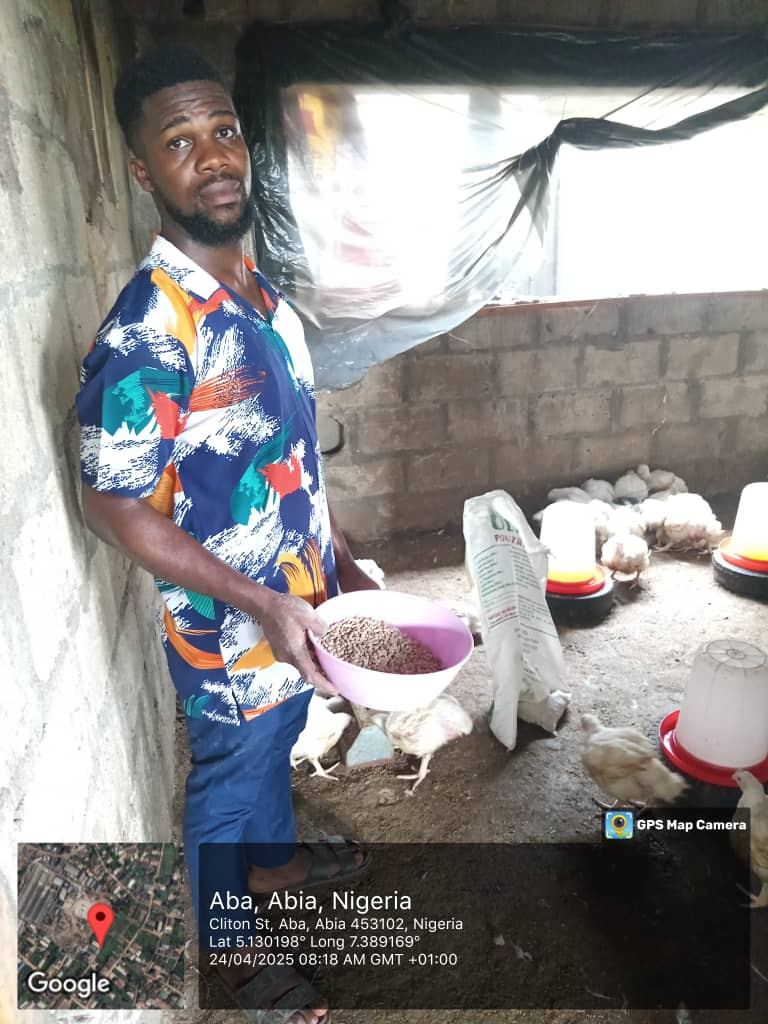 GPS Map Camera
Aba, Abia, Nigeria
Cliton St, Aba, Abia 453102, Nigeria
Lat 5.130198° Long 7.389169°
24/04/2025 08:18 AM GMT +01:00
Google